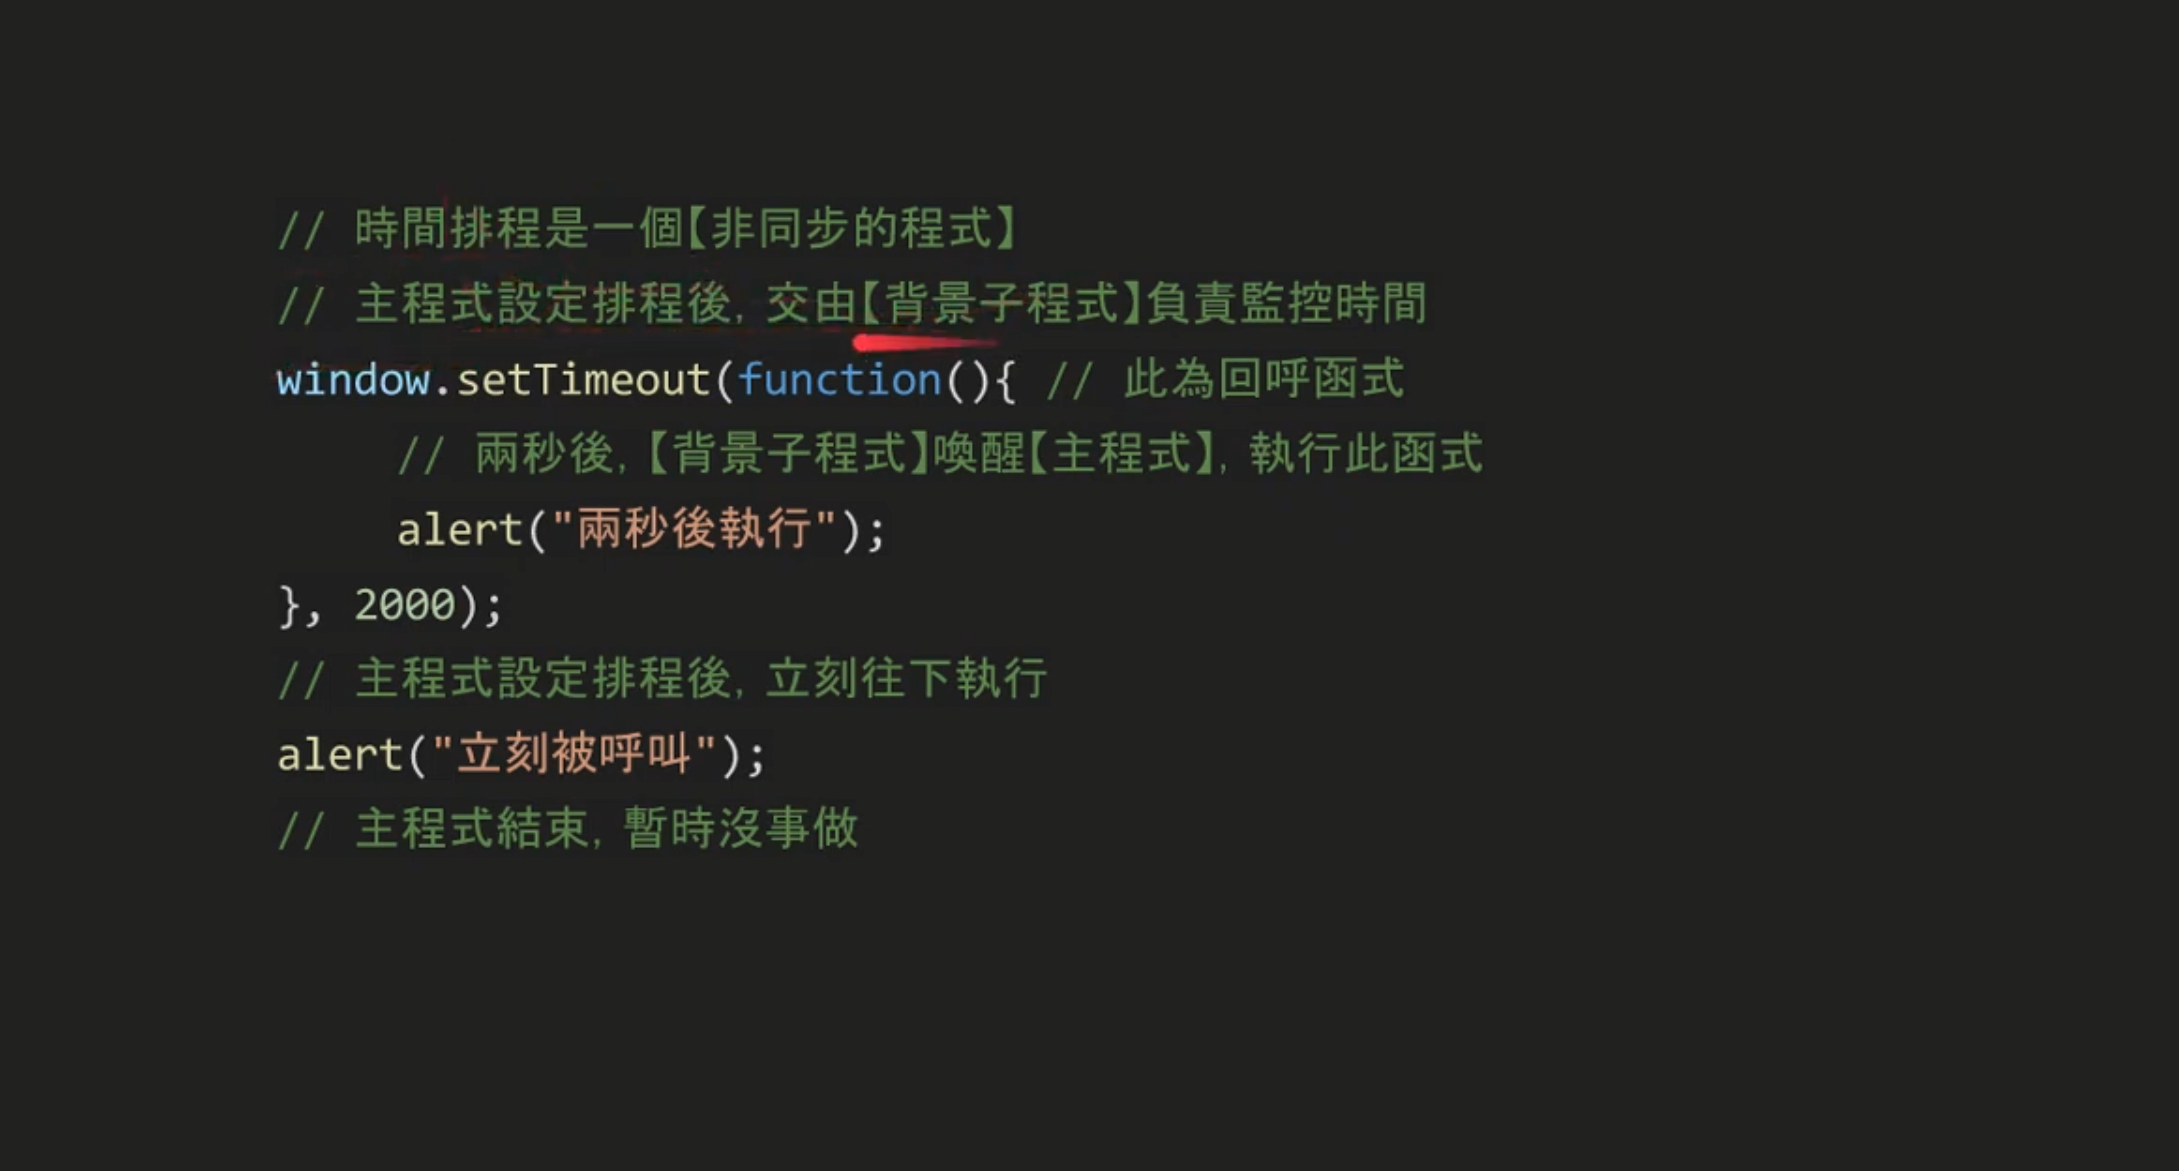 // 時間排程是一個【非同步的程式】
// 主程式設定排程後, 交由【背景子程式】負責監控時間
window.setTimeout(function(){ // 此為回呼函式
// 兩秒後,【背景子程式】喚醒【主程式】, 執行此函式
alert("兩秒後執行");
}, 2000);
// 主程式設定排程後, 立刻往下執行
alert("立刻被呼叫");
// 主程式結束, 暫時沒事做